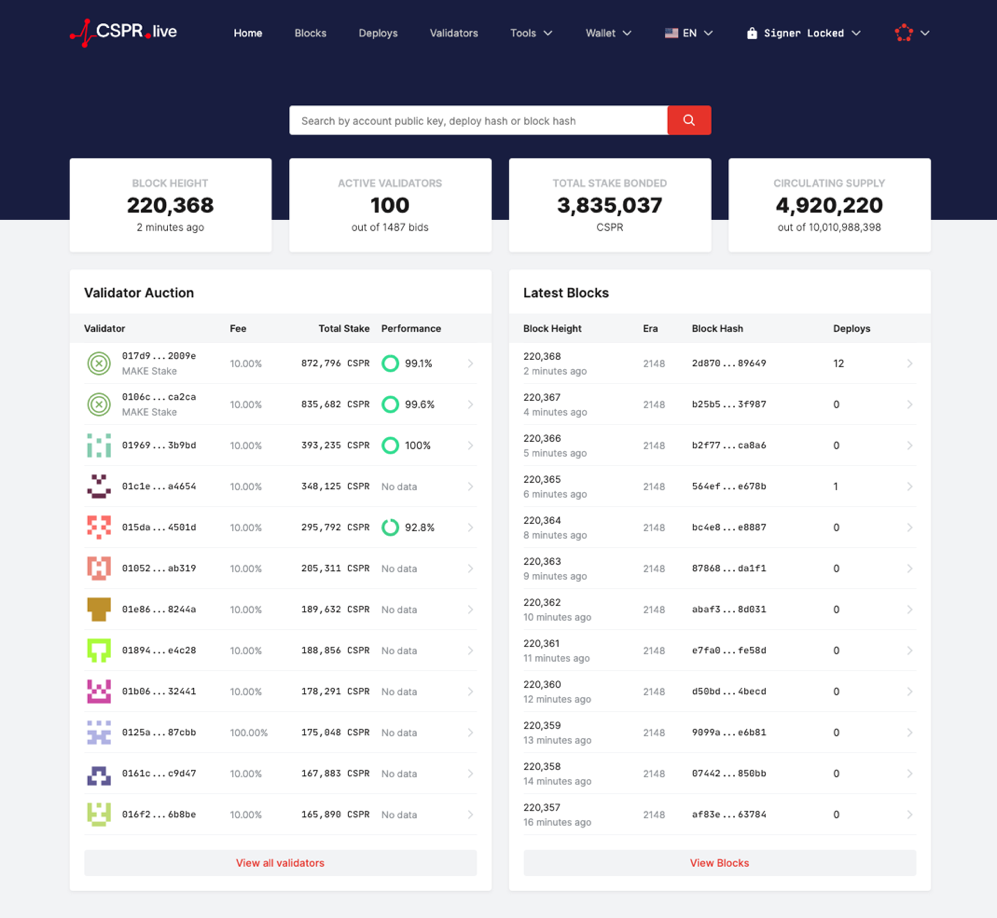 CSPR.live
Home Blocks Deploys Validators Tools Wallet EN Signer Locked
Search by account public key, deploy hash or block hash
BLOCK HEIGHT
220,368
2 minutes ago
ACTIVE VALIDATORS
100
out of 1487 bids
TOTAL STAKE BONDED
3,835,037
CSPR
CIRCULATING SUPPLY
4,920,220
out of 10,010,988,398
Validator Auction
Validator Fee Total Stake Performance
017d9...2009e 10.00% 872,796 CSPR 99.1%
MAKE Stake
0106c...ca2ca 10.00% 835,682 CSPR 99.6%
MAKE Stake
01969...3b9bd 10.00% 393,235 CSPR 100%
01c1e...a4654 10.00% 348,125 CSPR No data
015da...4501d 10.00% 295,792 CSPR 92.8%
01052...ab319 10.00% 205,311 CSPR No data
01e86...8244a 10.00% 189,632 CSPR No data
01894...e4c28 10.00% 188,856 CSPR No data
01b06...32441 10.00% 178,291 CSPR No data
0125a...87cbb 100.00% 175,048 CSPR No data
0161c...c9d47 10.00% 167,883 CSPR No data
016f2...6b8be 10.00% 165,890 CSPR No data
View all validators
Latest Blocks
Block Height Era Block Hash Deploys
220,368 2148 2d870...89649 12
2 minutes ago
220,367 2148 b25b5...3f987 0
4 minutes ago
220,366 2148 b2f77...ca8a6 0
5 minutes ago
220,365 2148 564ef...e678b 1
6 minutes ago
220,364 2148 bc4e8...e8887 0
8 minutes ago
220,363 2148 87868...da1f1 0
9 minutes ago
220,362 2148 abaf3...8d031 0
10 minutes ago
220,361 2148 e7fa0...fe58d 0
11 minutes ago
220,360 2148 d50bd...4becd 0
12 minutes ago
220,359 2148 9099a...e6b81 0
13 minutes ago
220,358 2148 07442...850bb 0
14 minutes ago
220,357 2148 af83e...63784 0
16 minutes ago
View Blocks